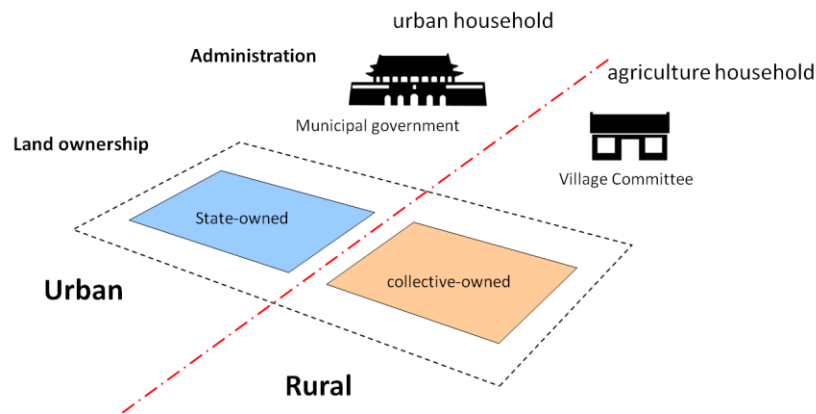 urban household
Administration
agriculture household
Municipal government
Land ownership
Village Committee
State-owned
collective-owned
Urban
Rural